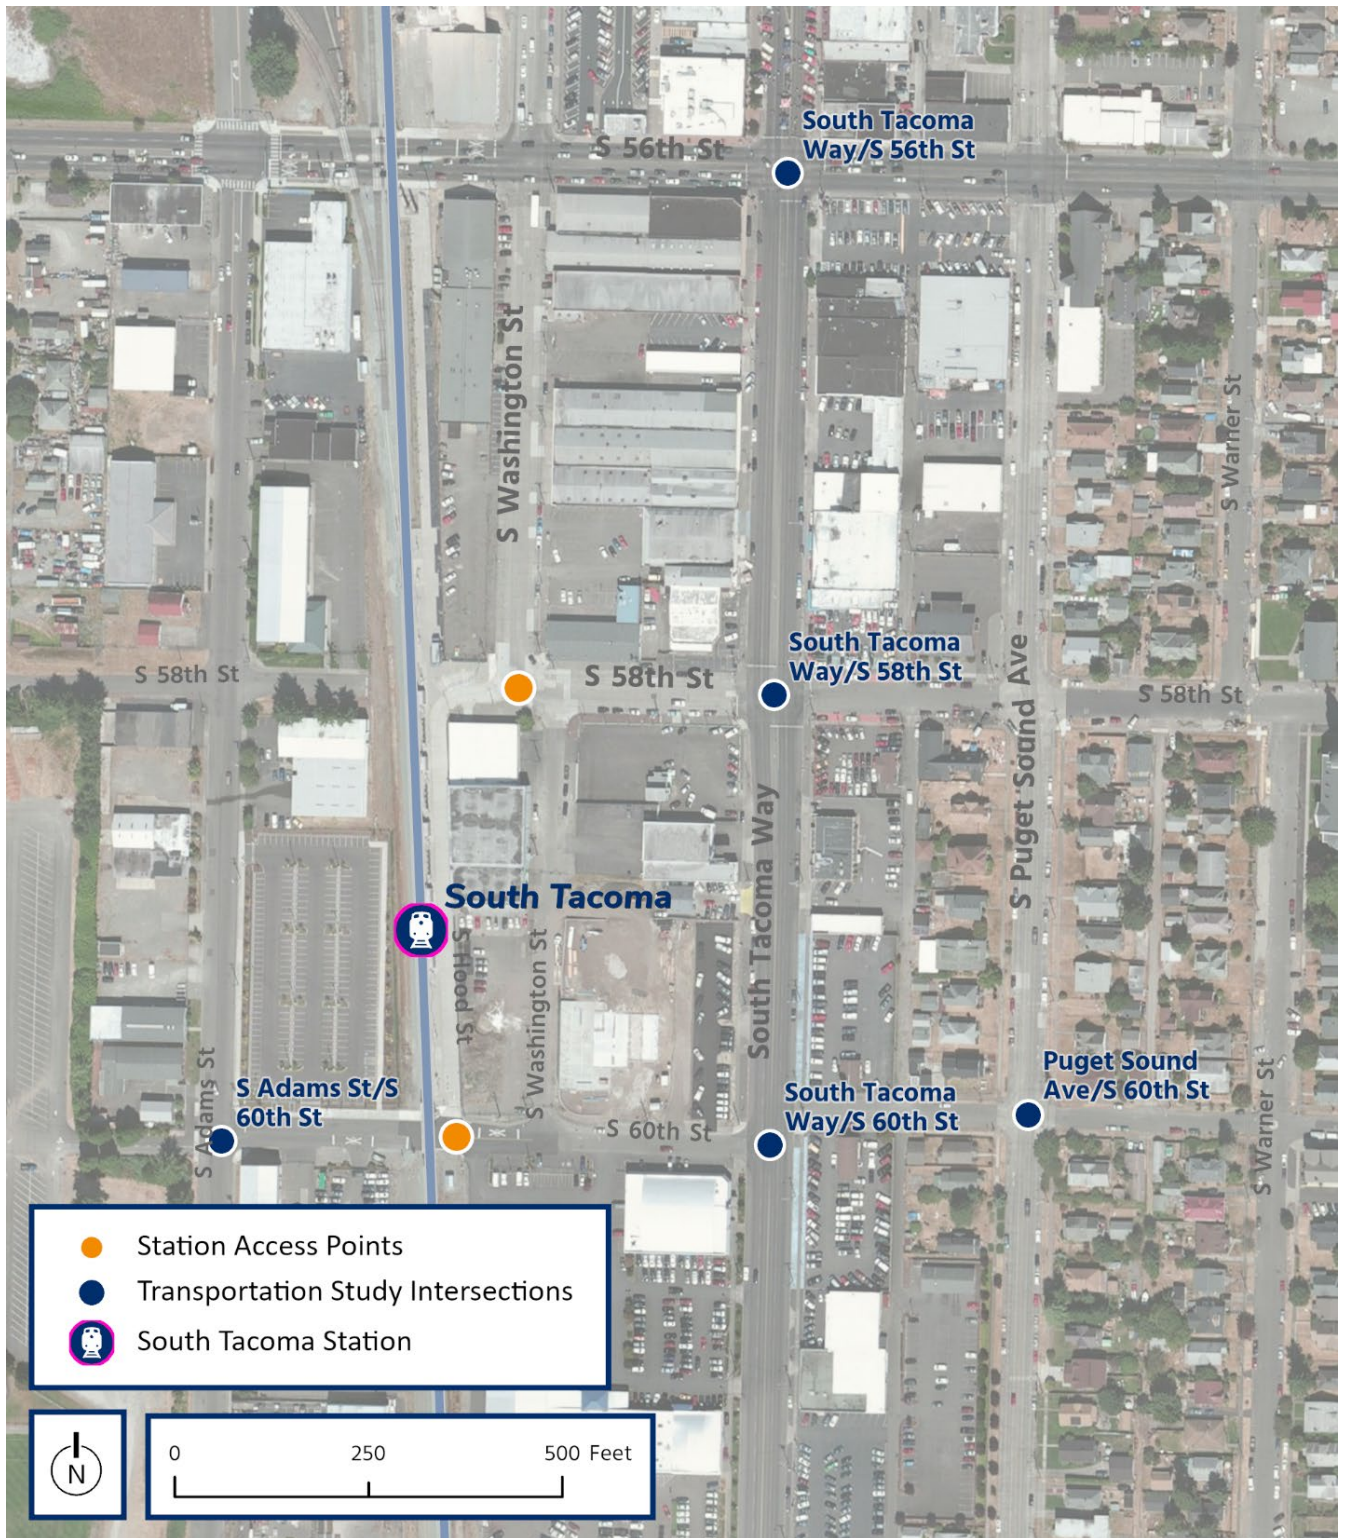 South Tacoma
Way/S 56th St
S 56th St
S Washington St
S Warner St
South Tacoma
Way/S 58th St
S 58th St
S 58th St
S 58th St
S Puget Sound Ave
South Tacoma Way
South Tacoma
S Hood St
S Washington St
S Adams St
S Adams St/S
60th St
S 60th St
South Tacoma
Way/S 60th St
Puget Sound
Ave/S 60th St
S Warner St
Station Access Points
Transportation Study Intersections
South Tacoma Station
N
0 250 500 Feet